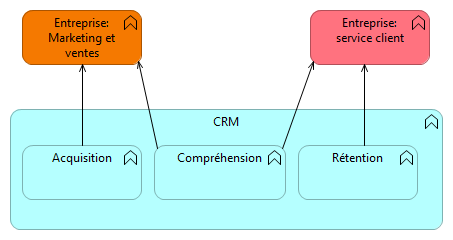 Entreprise:
Marketing et
ventes
Entreprise:
service client
CRM
Acquisition
Compréhension
Rétention